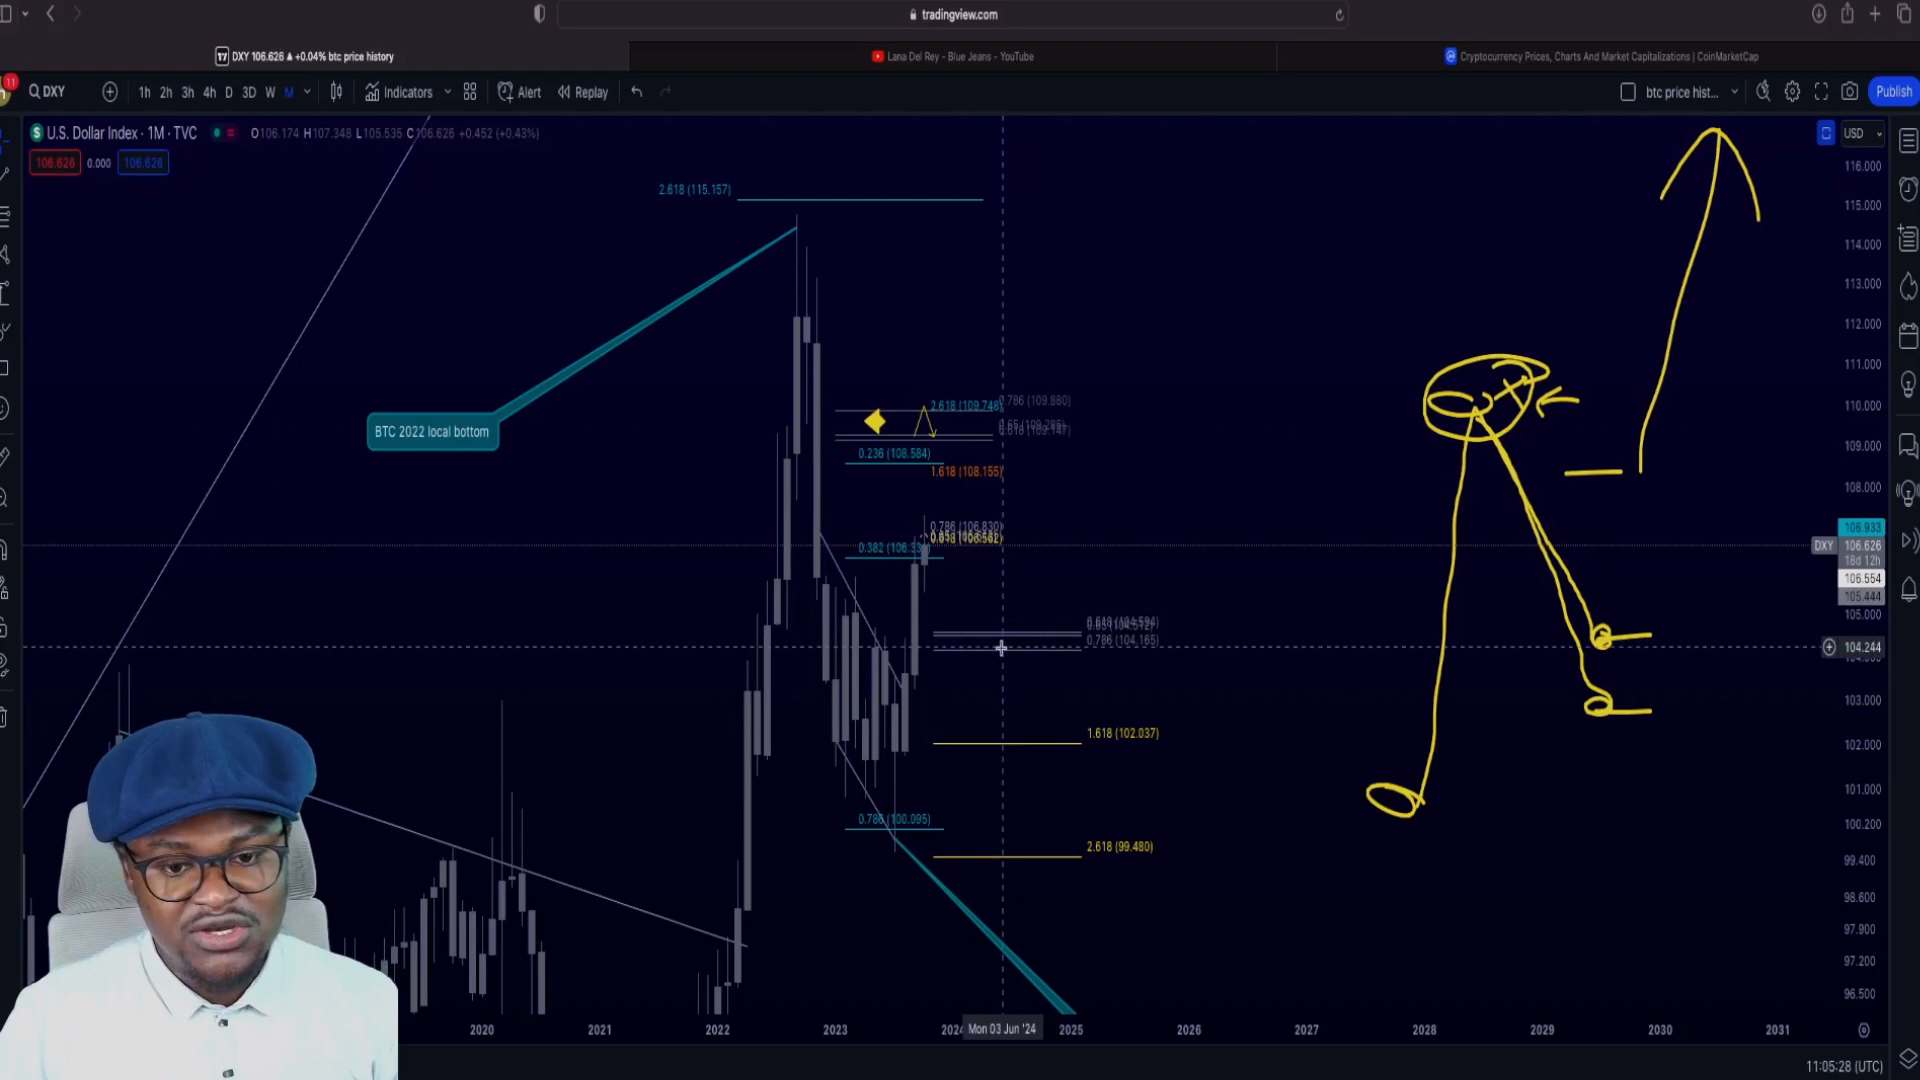 tradingview.com
DXY 106.626 ▲ +0.04% btc price history
Lana Del Rey - Blue Jeans - YouTube
Cryptocurrency Prices, Charts And Market Capitalizations | CoinMarketCap
11
DXY
1h 2h 3h 4h D 3D W M
Indicators
Alert
Replay
btc price hist...
Publish
U.S. Dollar Index · 1M · TVC
O106.174 H107.348 L105.535 C106.626 +0.452 (+0.43%)
USD
106.626 0.000 106.626
2.618 (115.157)
BTC 2022 local bottom
2.618 (109.748)
0.786 (109.880)
0.236 (108.584)
1.618 (108.155)
0.786 (106.830)
0.786 (104.165)
1.618 (102.037)
0.786 (100.095)
2.618 (99.480)
116.000
115.000
114.000
113.000
112.000
111.000
110.000
109.000
108.000
106.933
DXY 106.626
18d 12h
106.554
105.444
105.000
104.244
103.000
102.000
101.000
100.200
99.400
98.600
97.900
97.200
96.500
2020 2021 2022 2023 2024 Mon 03 Jun '24 2025 2026 2027 2028 2029 2030 2031
11:05:28 (UTC)